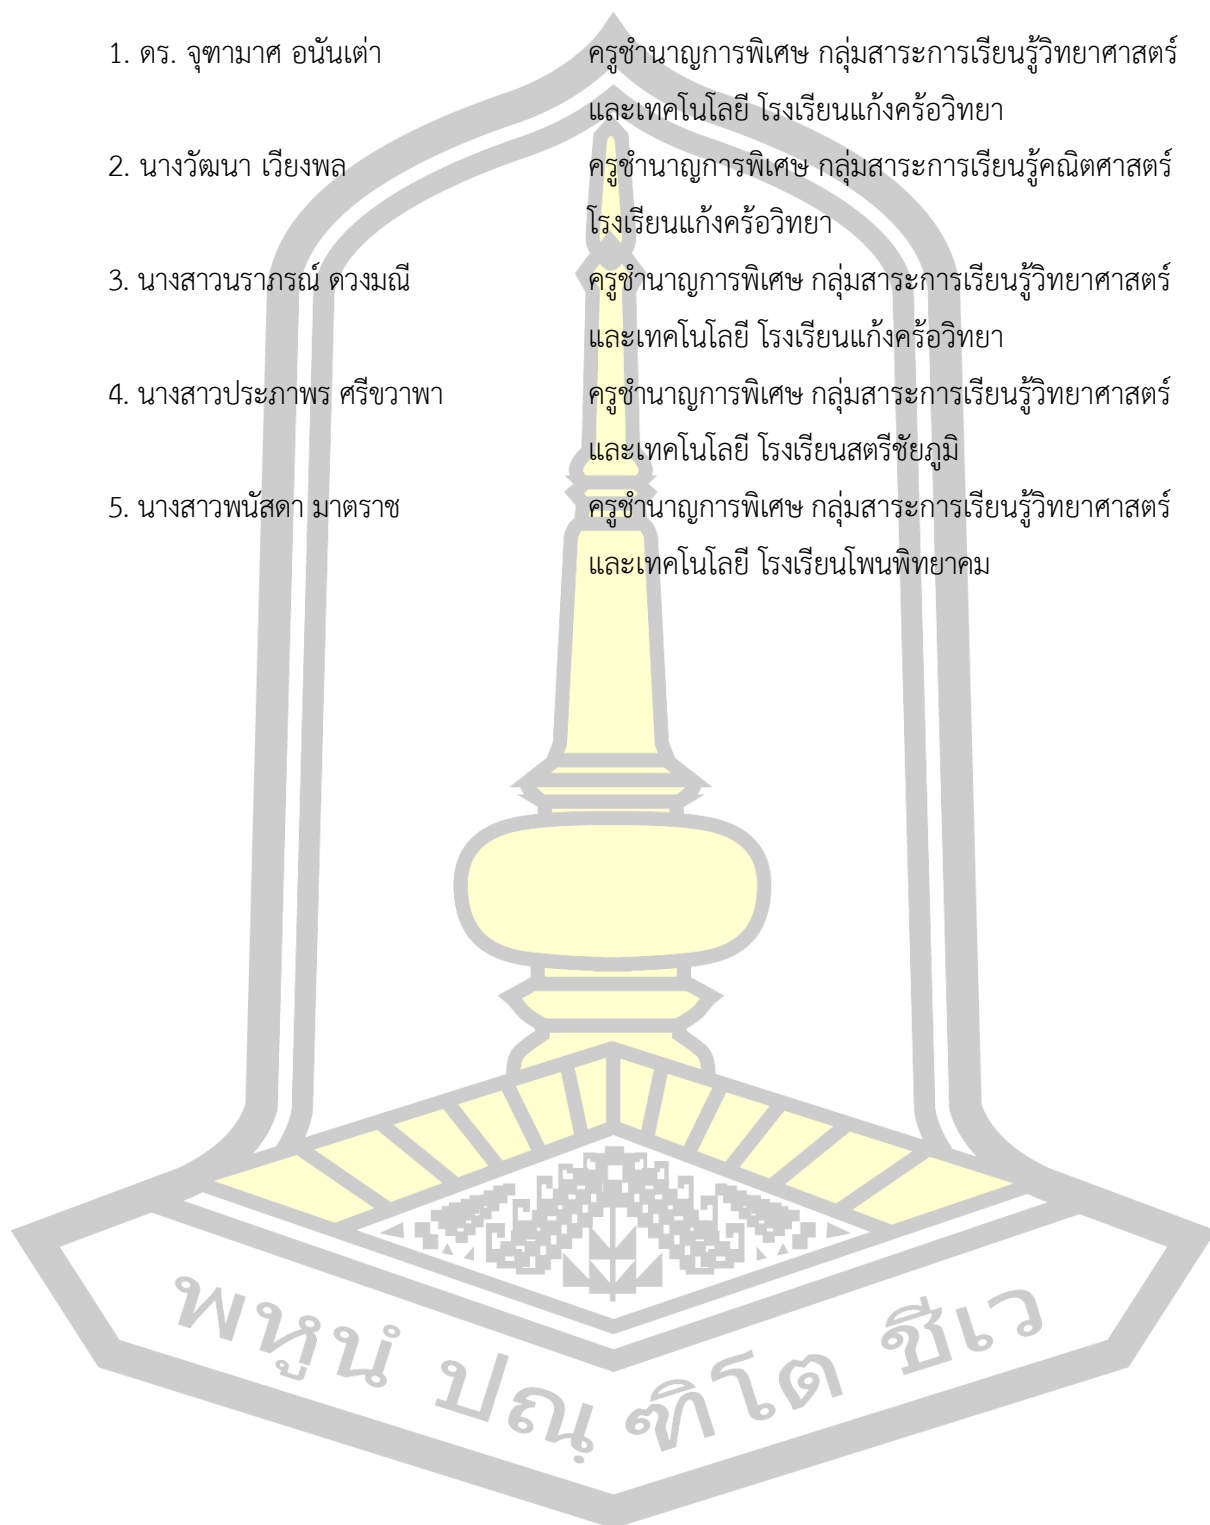 1. ดร. จุฑามาศ อนันเต่า ครูชำนาญการพิเศษ กลุ่มสาระการเรียนรู้วิทยาศาสตร์
และเทคโนโลยี โรงเรียนแก้งคร้อวิทยา
2. นางวัฒนา เวียงพล ครูชำนาญการพิเศษ กลุ่มสาระการเรียนรู้คณิตศาสตร์
โรงเรียนแก้งคร้อวิทยา
3. นางสาวนราภรณ์ ดวงมณี ครูชำนาญการพิเศษ กลุ่มสาระการเรียนรู้วิทยาศาสตร์
และเทคโนโลยี โรงเรียนแก้งคร้อวิทยา
4. นางสาวประภาพร ศรีขวาพา ครูชำนาญการพิเศษ กลุ่มสาระการเรียนรู้วิทยาศาสตร์
และเทคโนโลยี โรงเรียนสตรีชัยภูมิ
5. นางสาวพนัสดา มาตราช ครูชำนาญการพิเศษ กลุ่มสาระการเรียนรู้วิทยาศาสตร์
และเทคโนโลยี โรงเรียนโพนพิทยาคม
พหูนํ ปณฺฑิโต ชีเว